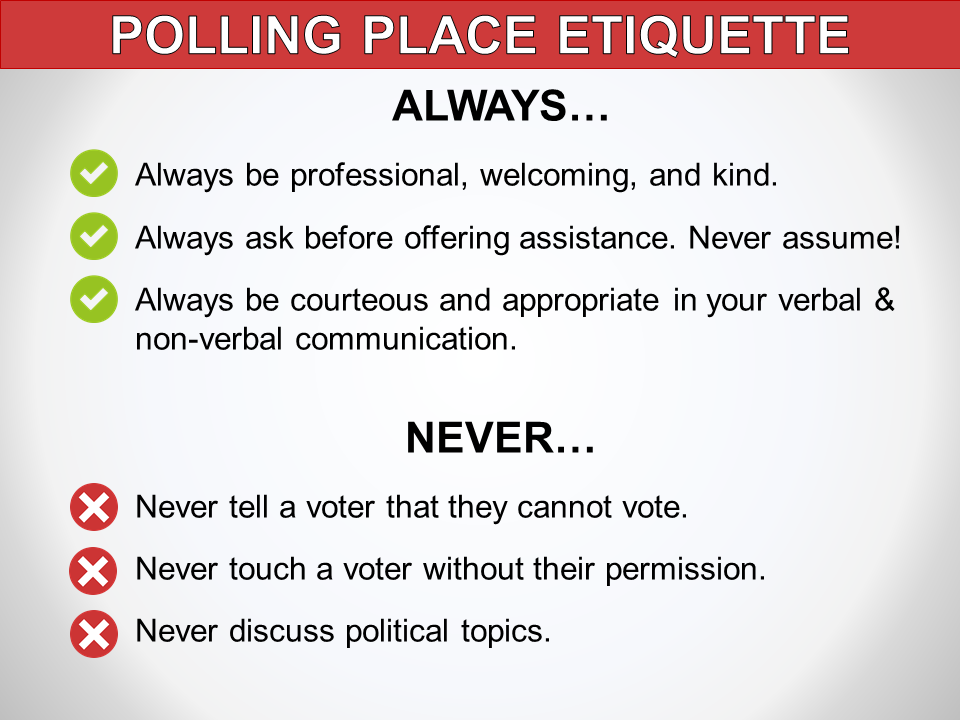 POLLING PLACE ETIQUETTE
ALWAYS…
Always be professional, welcoming, and kind.
Always ask before offering assistance. Never assume!
Always be courteous and appropriate in your verbal &
non-verbal communication.
NEVER…
Never tell a voter that they cannot vote.
Never touch a voter without their permission.
Never discuss political topics.